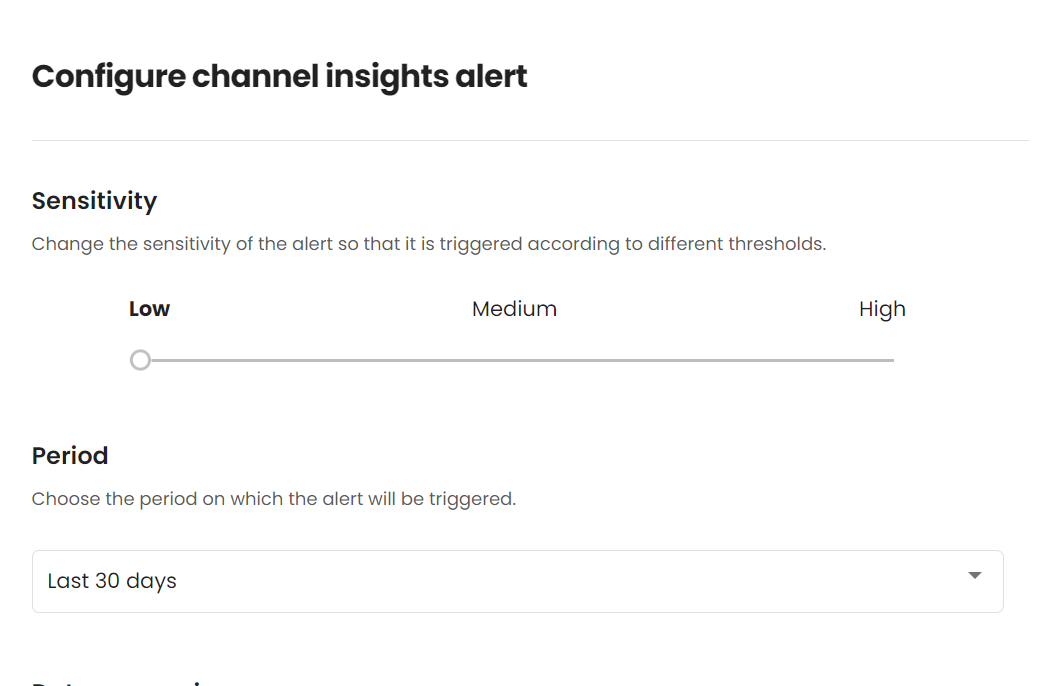 Configure channel insights alert
Sensitivity
Change the sensitivity of the alert so that it is triggered according to different thresholds.
Low Medium High
Period
Choose the period on which the alert will be triggered.
Last 30 days